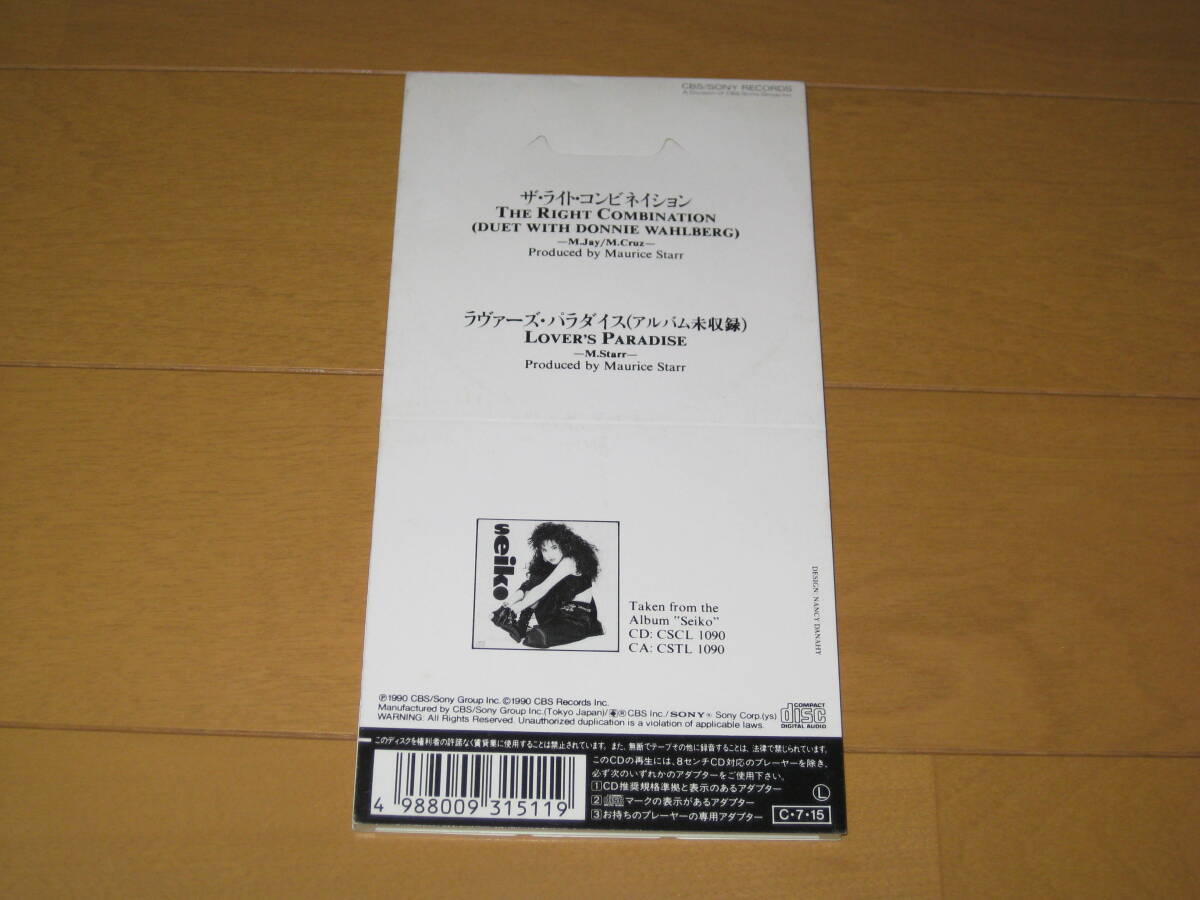 CBS/SONY RECORDS
A Division of CBS/Sony Group Inc.
ザ・ライト・コンビネイション
THE RIGHT COMBINATION
(DUET WITH DONNIE WAHLBERG)
—M.Jay/M.Cruz—
Produced by Maurice Starr
ラヴァーズ・パラダイス(アルバム未収録)
LOVER'S PARADISE
—M.Starr—
Produced by Maurice Starr
seiko
Taken from the
Album "Seiko"
CD: CSCL 1090
CA: CSTL 1090
DESIGN: NANCY DANAHY
℗1990 CBS/Sony Group Inc. ©1990 CBS Records Inc.
Manufactured by CBS/Sony Group Inc.(Tokyo Japan)/®CBS Inc./SONY® Sony Corp.(ys)
WARNING: All Rights Reserved. Unauthorized duplication is a violation of applicable laws.
COMPACT
disc
DIGITAL AUDIO
このディスクを権利者の許諾なく賃貸業に使用することは禁止されています。また、無断でテープその他に録音することは、法律で禁じられています。
このCDの再生には、8センチCD対応のプレーヤーを除き、
必ず次のいずれかのアダプターをご使用下さい。
1 CD推奨規格準拠と表示のあるアダプター
2 マークの表示があるアダプター
3 お持ちのプレーヤーの専用アダプター
L
C・7・15
4 988009 315119